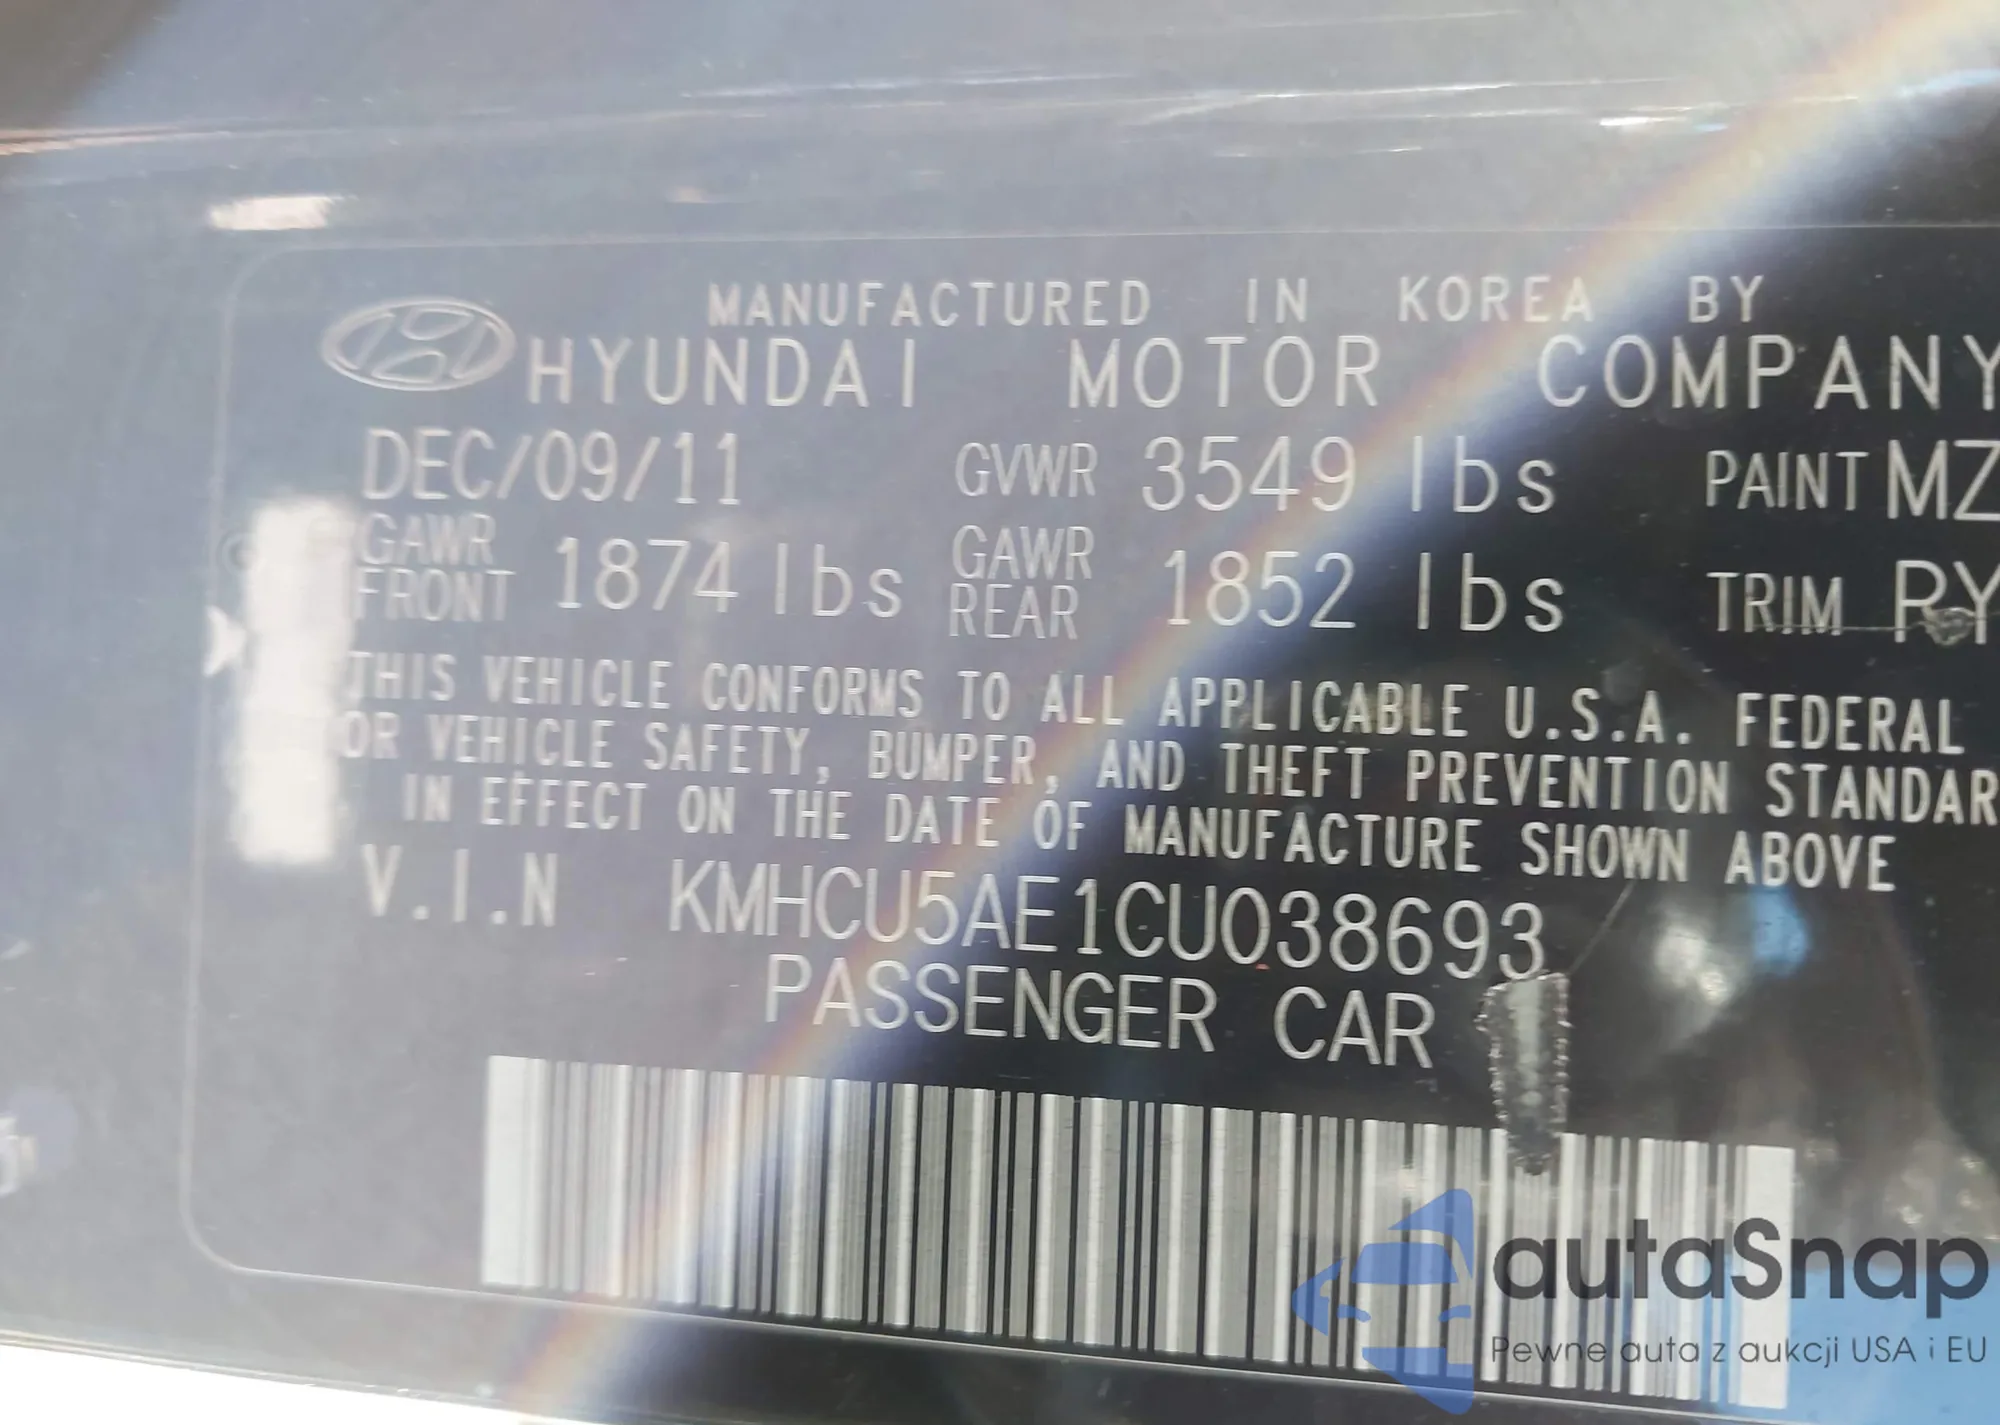 MANUFACTURED IN KOREA BY
HYUNDAI MOTOR COMPANY
DEC/09/11 GVWR 3549 lbs PAINT MZ
GAWR FRONT 1874 lbs GAWR REAR 1852 lbs TRIM RY
THIS VEHICLE CONFORMS TO ALL APPLICABLE U.S.A. FEDERAL
OR VEHICLE SAFETY, BUMPER, AND THEFT PREVENTION STANDAR
IN EFFECT ON THE DATE OF MANUFACTURE SHOWN ABOVE
V.I.N KMHCU5AE1CU038693
PASSENGER CAR
autaSnap
Pewne auta z aukcji USA i EU